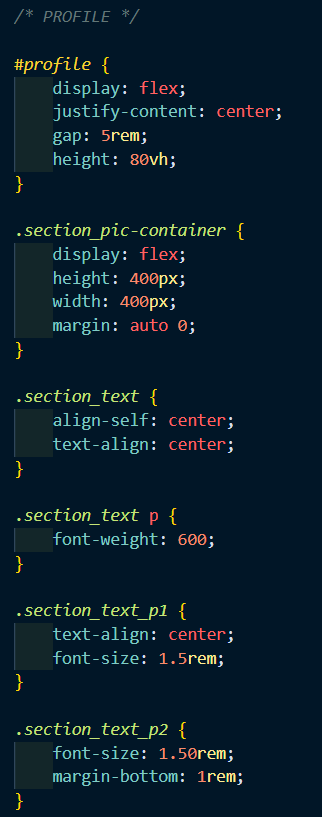 /* PROFILE */
#profile {
display: flex;
justify-content: center;
gap: 5rem;
height: 80vh;
}
.section_pic-container {
display: flex;
height: 400px;
width: 400px;
margin: auto 0;
}
.section_text {
align-self: center;
text-align: center;
}
.section_text p {
font-weight: 600;
}
.section_text_p1 {
text-align: center;
font-size: 1.5rem;
}
.section_text_p2 {
font-size: 1.50rem;
margin-bottom: 1rem;
}